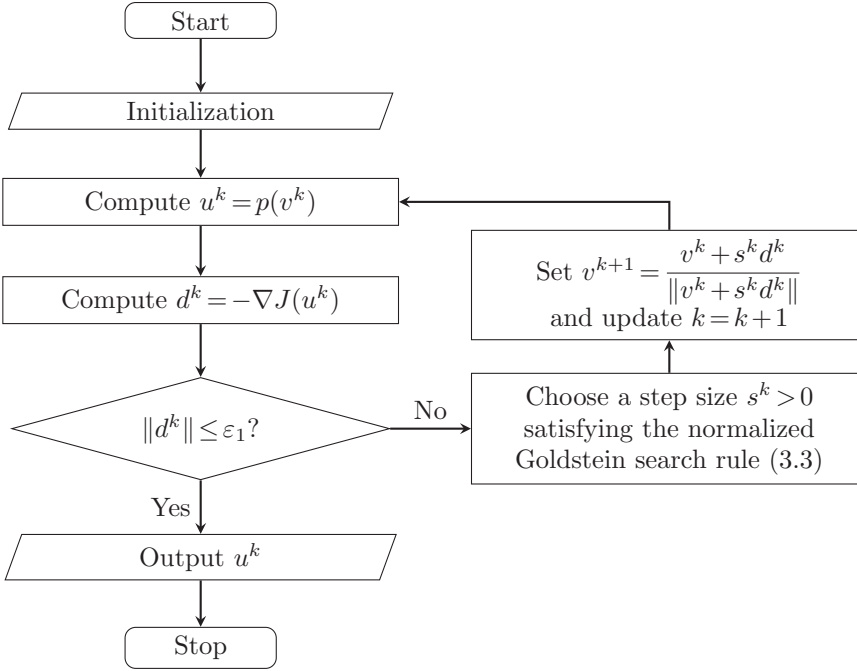 Start
Initialization
Compute u^k = p(v^k)
Compute d^k = −∇J(u^k)
‖d^k‖ ≤ ε₁?
No
Choose a step size s^k > 0
satisfying the normalized
Goldstein search rule (3.3)
Set v^{k+1} = (v^k + s^k d^k) / ‖v^k + s^k d^k‖
and update k = k + 1
Yes
Output u^k
Stop